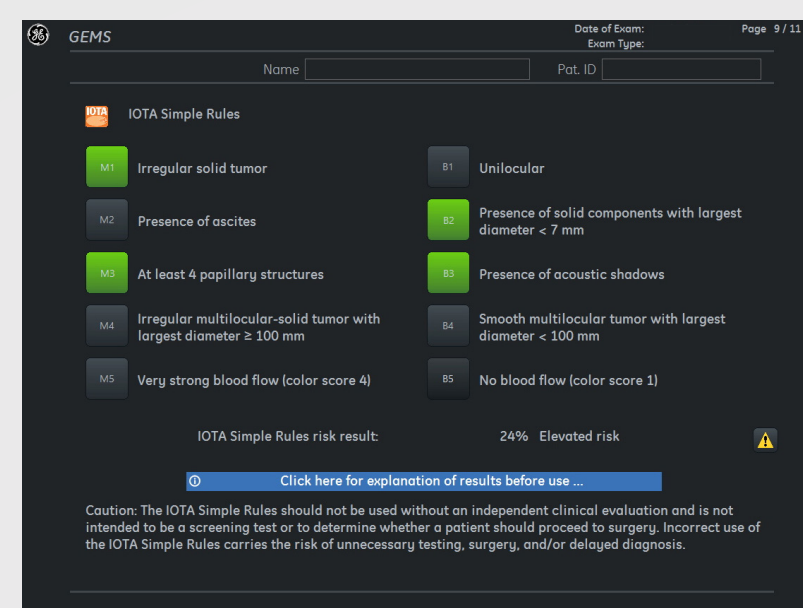 GEMS
Date of Exam:
Exam Type:
Page 9 / 11
Name
Pat. ID
IOTA
IOTA Simple Rules
M1 Irregular solid tumor
B1 Unilocular
M2 Presence of ascites
B2 Presence of solid components with largest
diameter < 7 mm
M3 At least 4 papillary structures
B3 Presence of acoustic shadows
M4 Irregular multilocular-solid tumor with
largest diameter ≥ 100 mm
B4 Smooth multilocular tumor with largest
diameter < 100 mm
M5 Very strong blood flow (color score 4)
B5 No blood flow (color score 1)
IOTA Simple Rules risk result: 24% Elevated risk
Click here for explanation of results before use ...
Caution: The IOTA Simple Rules should not be used without an independent clinical evaluation and is not
intended to be a screening test or to determine whether a patient should proceed to surgery. Incorrect use of
the IOTA Simple Rules carries the risk of unnecessary testing, surgery, and/or delayed diagnosis.